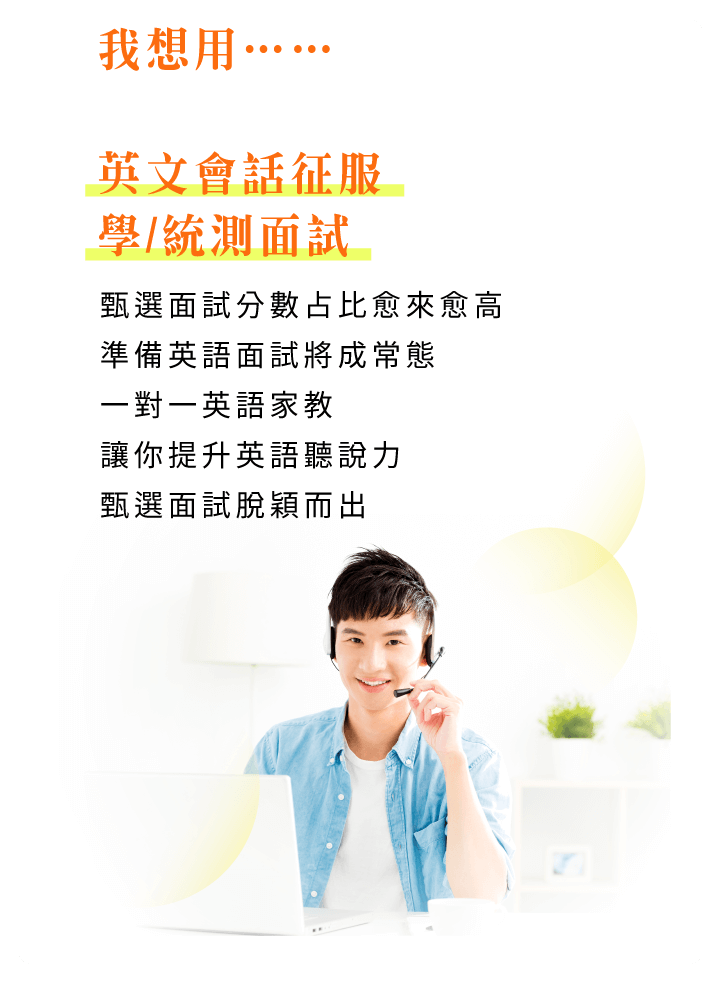 我想用⋯⋯
英文會話征服
學/統測面試
甄選面試分數占比愈來愈高
準備英語面試將成常態
一對一英語家教
讓你提升英語聽說力
甄選面試脫穎而出